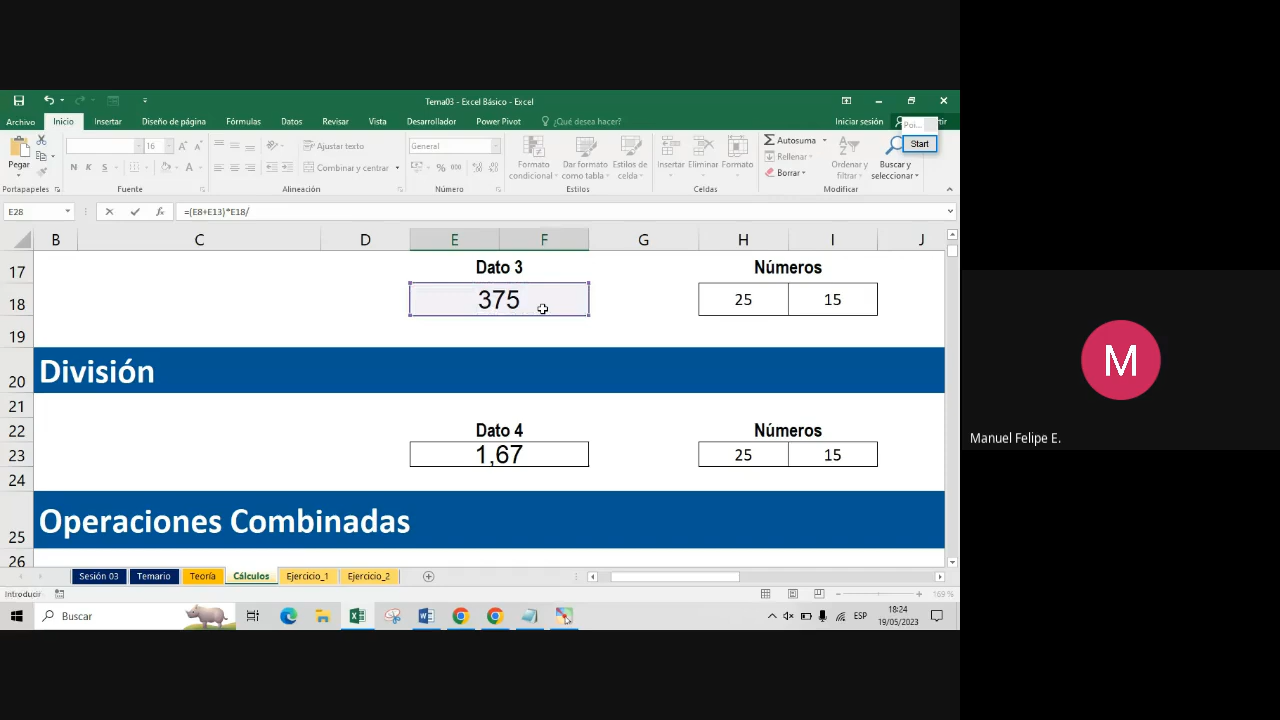 Tema03 - Excel Básico - Excel
Archivo Inicio Insertar Diseño de página Fórmulas Datos Revisar Vista Desarrollador Power Pivot ¿Qué desea hacer? Iniciar sesión
Poi...
Start
Pegar
16
N K S
Ajustar texto
Combinar y centrar
General
% 000
Formato condicional
Dar formato como tabla
Estilos de celda
Insertar Eliminar Formato
Autosuma
Rellenar
Borrar
Ordenar y filtrar
Buscar y seleccionar
Portapapeles Fuente Alineación Número Estilos Celdas Modificar
E28 fx =(E8+E13)*E18/
B C D E F G H I J
17 Dato 3 Números
18 375 25 15
19
20 División
21
22 Dato 4 Números
23 1,67 25 15
24
25 Operaciones Combinadas
26
Sesión 03 Temario Teoría Cálculos Ejercicio_1 Ejercicio_2
Introducir 169 %
Buscar ESP 18:24
19/05/2023
M
Manuel Felipe E.